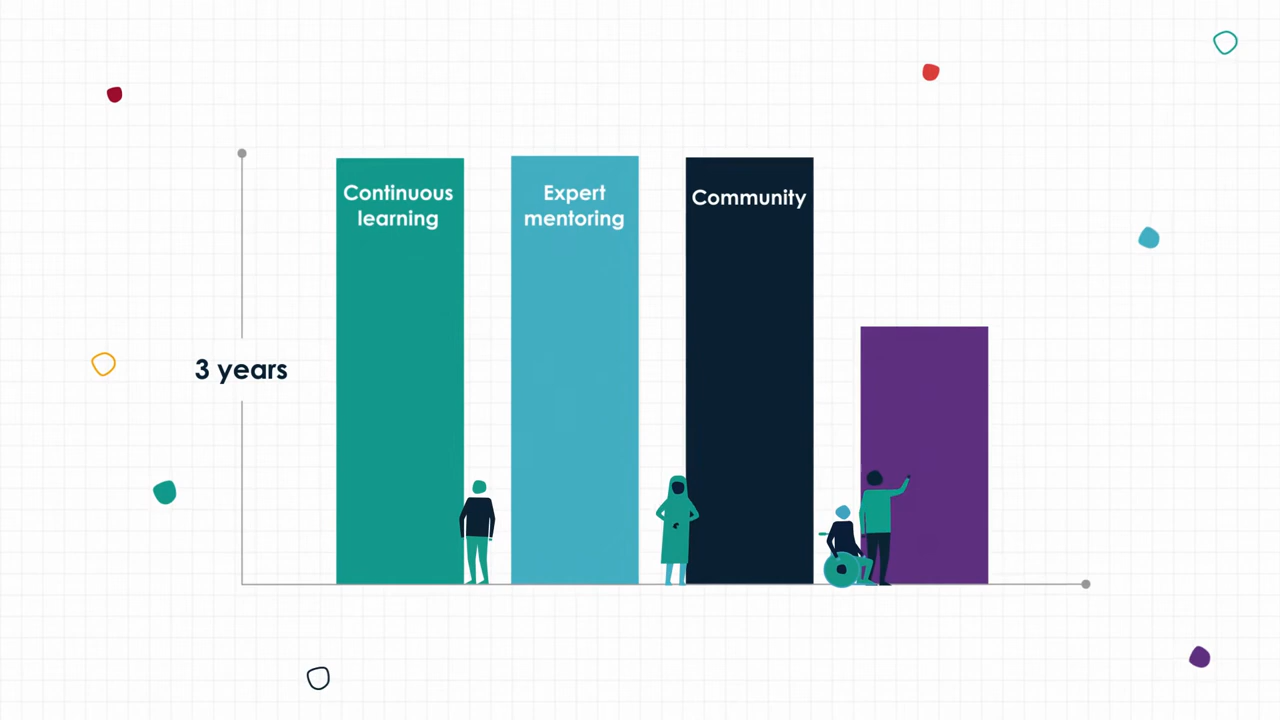 Continuous
learning
Expert
mentoring
Community
3 years